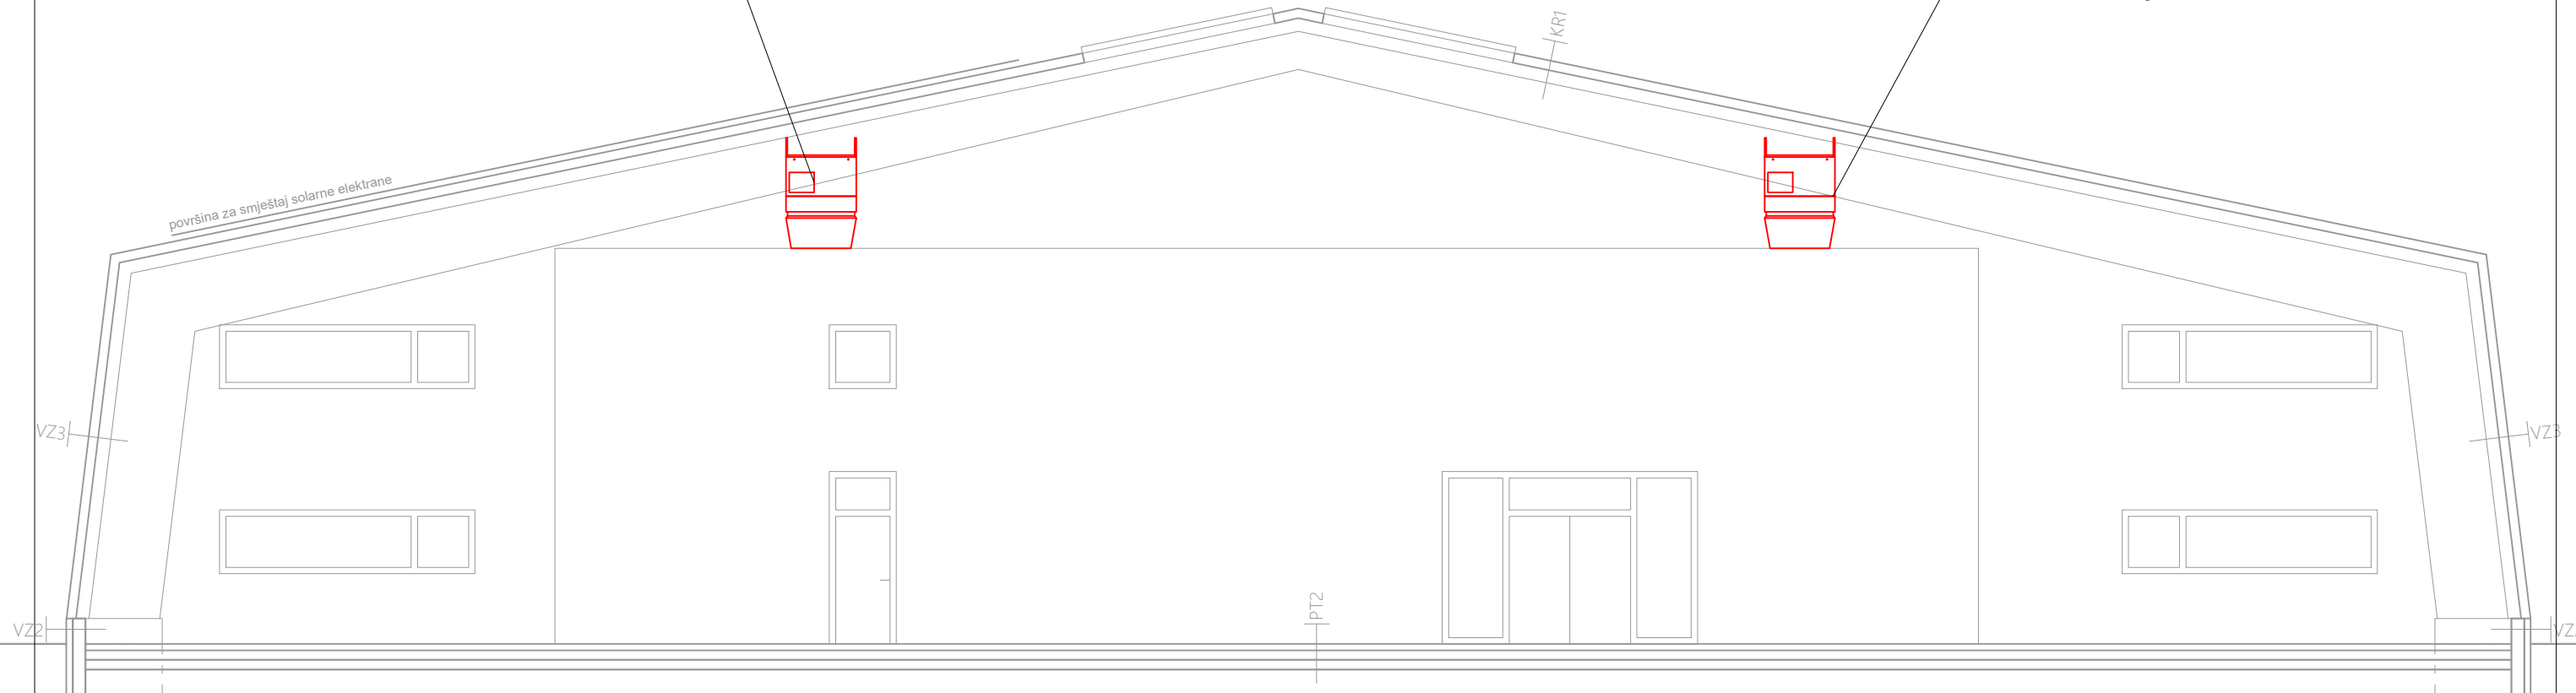 KR1
površina za smještaj solarne elektrane
VZ3
VZ3
PT2
VZ2